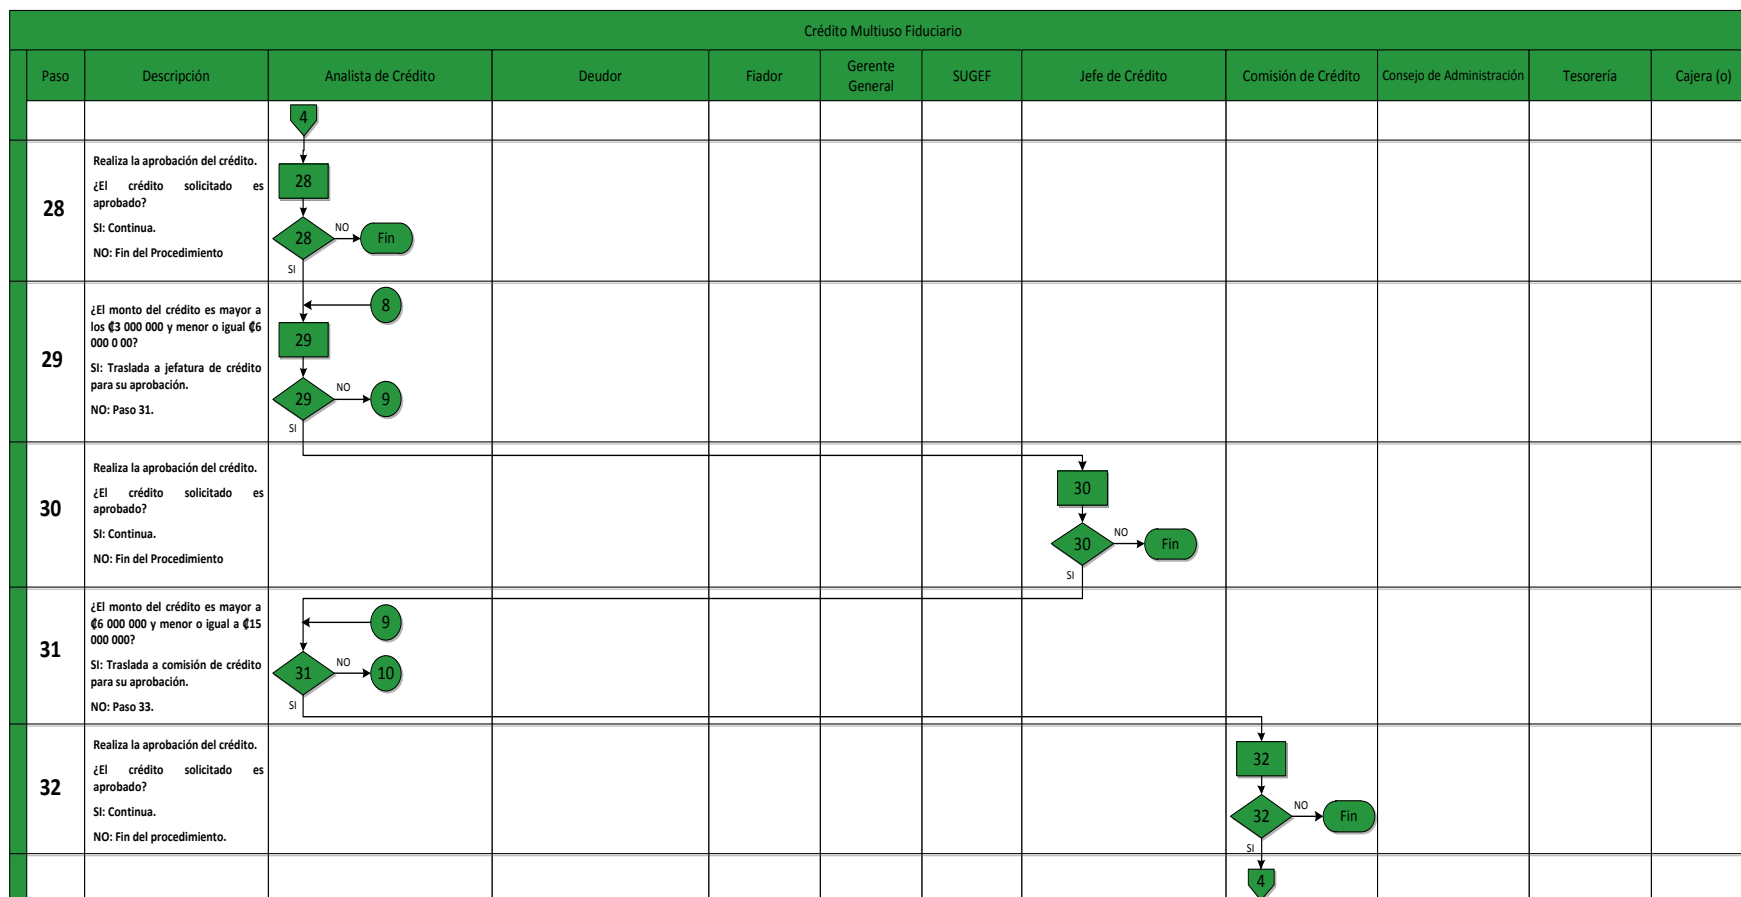 Crédito Multiuso Fiduciario
Paso
Descripción
Analista de Crédito
Deudor
Fiador
Gerente
General
SUGEF
Jefe de Crédito
Comisión de Crédito
Consejo de Administración
Tesorería
Cajera (o)
4
28
Realiza la aprobación del crédito.
¿El crédito solicitado es
aprobado?
SI: Continua.
NO: Fin del Procedimiento
28
28
NO
Fin
SI
29
¿El monto del crédito es mayor a
los ₡3 000 000 y menor o igual ₡6
000 0 00?
SI: Traslada a jefatura de crédito
para su aprobación.
NO: Paso 31.
8
29
29
NO
9
SI
30
Realiza la aprobación del crédito.
¿El crédito solicitado es
aprobado?
SI: Continua.
NO: Fin del Procedimiento
30
30
NO
Fin
SI
31
¿El monto del crédito es mayor a
₡6 000 000 y menor o igual a ₡15
000 000?
SI: Traslada a comisión de crédito
para su aprobación.
NO: Paso 33.
9
31
NO
10
SI
32
Realiza la aprobación del crédito.
¿El crédito solicitado es
aprobado?
SI: Continua.
NO: Fin del procedimiento.
32
32
NO
Fin
SI
4